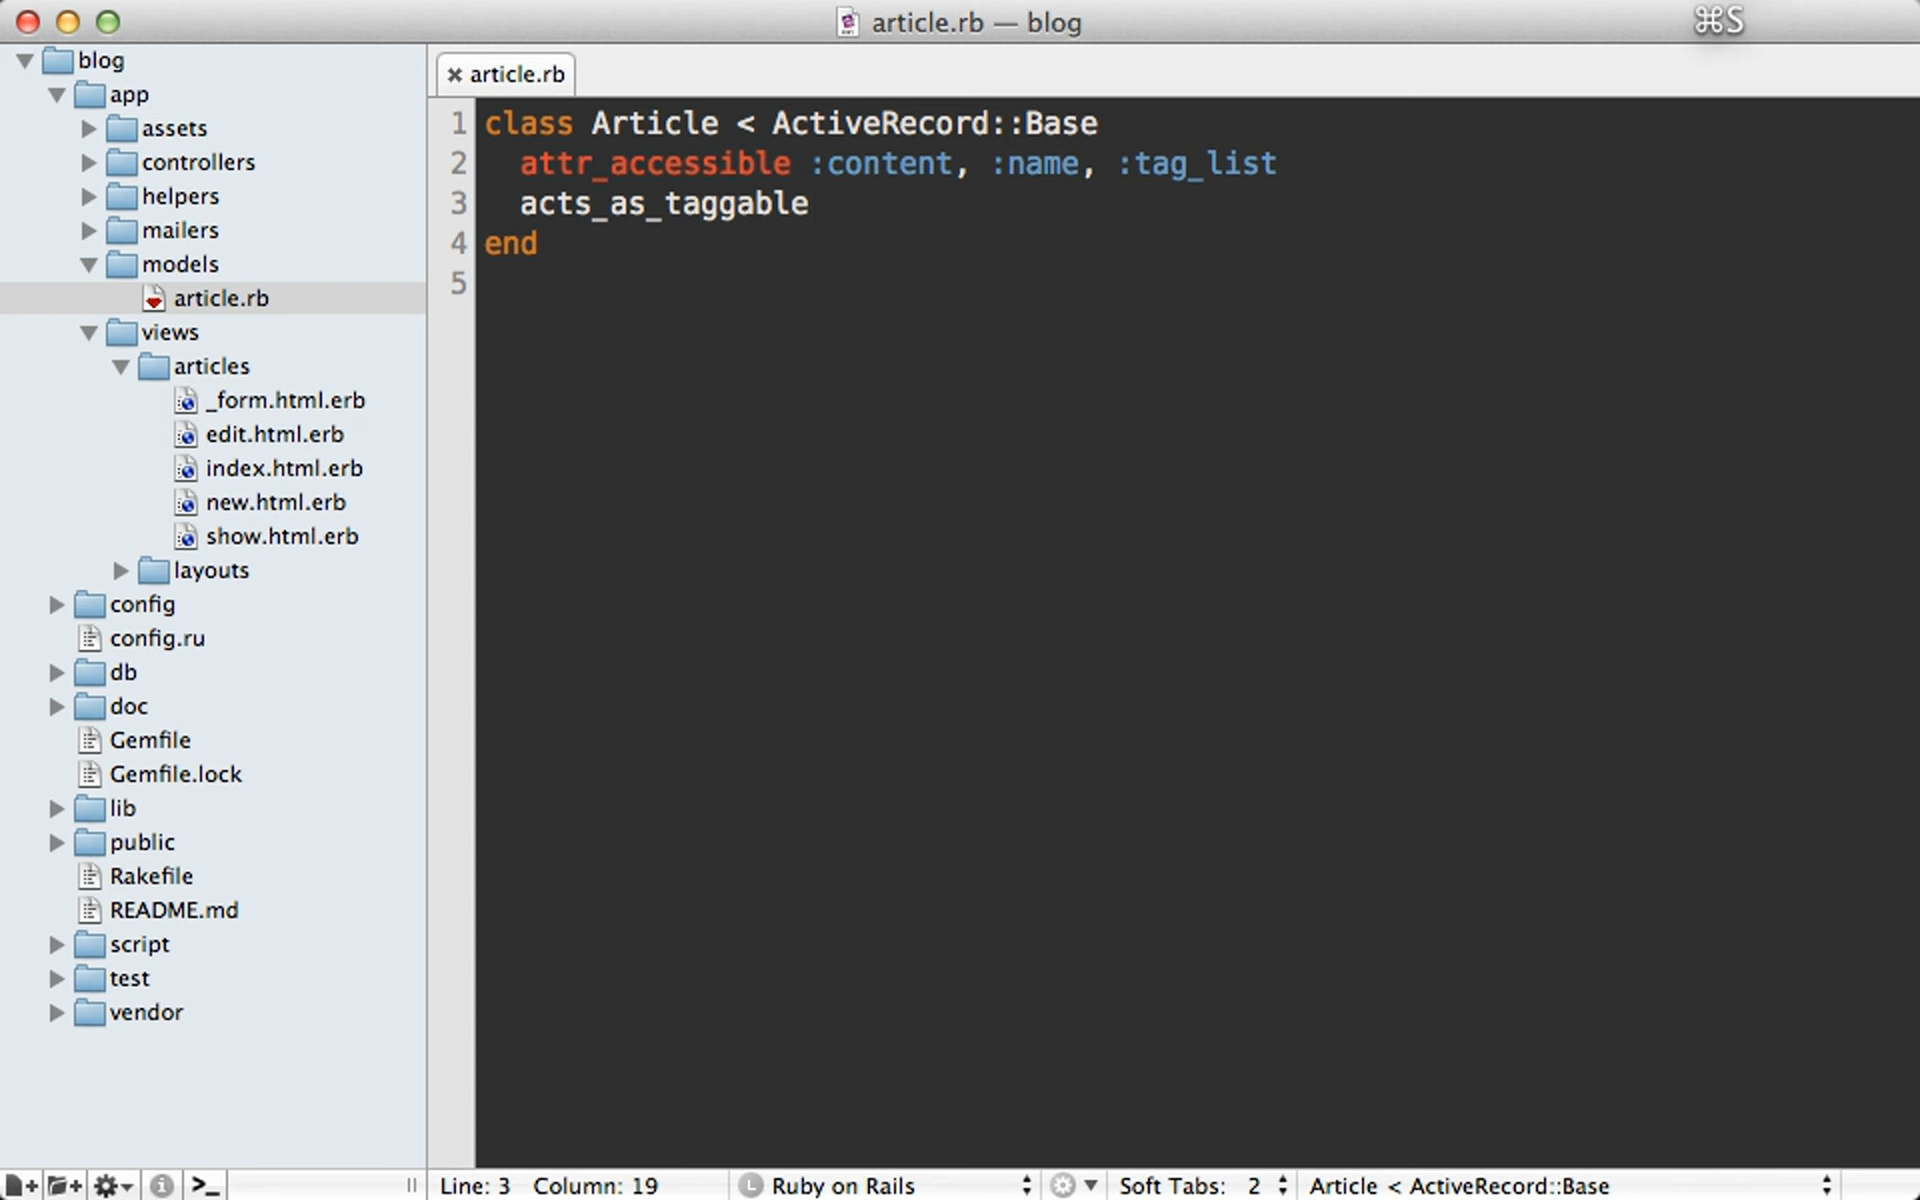 article.rb — blog
⌘S
blog
app
assets
controllers
helpers
mailers
models
article.rb
views
articles
_form.html.erb
edit.html.erb
index.html.erb
new.html.erb
show.html.erb
layouts
config
config.ru
db
doc
Gemfile
Gemfile.lock
lib
public
Rakefile
README.md
script
test
vendor
article.rb
1 class Article < ActiveRecord::Base
2 attr_accessible :content, :name, :tag_list
3 acts_as_taggable
4 end
5
Line: 3 Column: 19 L Ruby on Rails Soft Tabs: 2 Article < ActiveRecord::Base